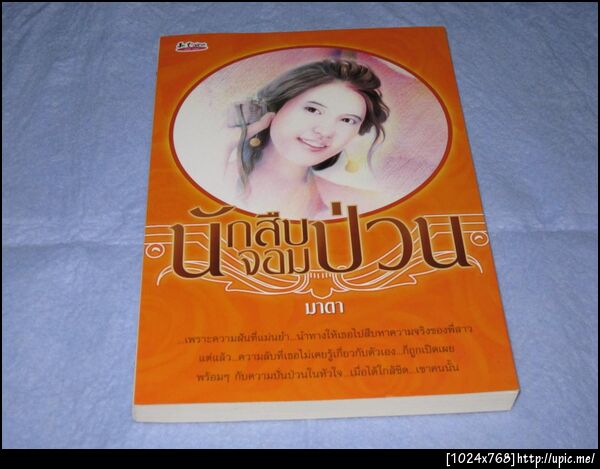 นักสืบ
จอมป่วน
มาดา
...เพราะความฝันที่แม่นยำ...นำทางให้เธอไปสืบหาความจริงของพี่สาว
แต่แล้ว...ความลับที่เธอไม่เคยรู้เกี่ยวกับตัวเอง...ก็ถูกเปิดเผย
พร้อมๆ กับความปั่นป่วนในหัวใจ...เมื่อได้ใกล้ชิด...เขาคนนั้น
[1024x768]http://upic.me/